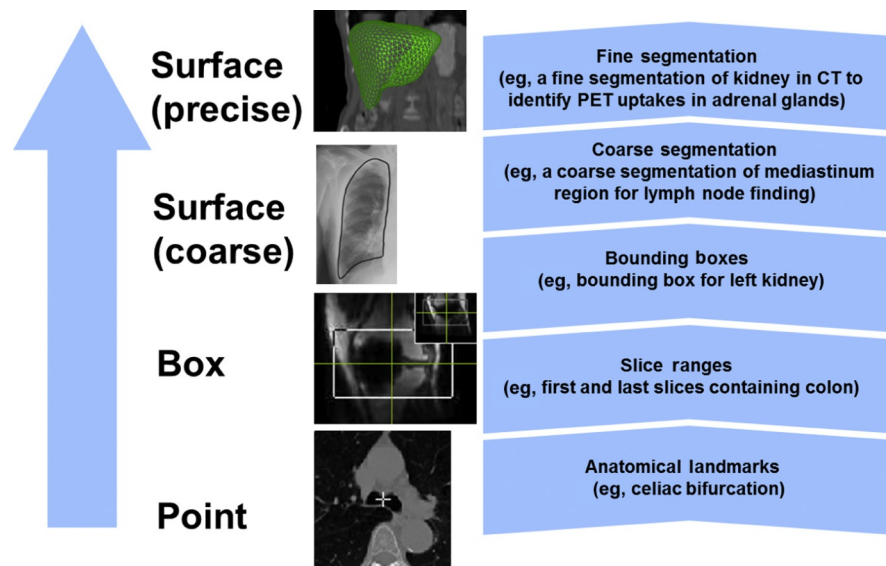 Surface
(precise)
Fine segmentation
(eg, a fine segmentation of kidney in CT to
identify PET uptakes in adrenal glands)
Coarse segmentation
(eg, a coarse segmentation of mediastinum
region for lymph node finding)
Surface
(coarse)
Bounding boxes
(eg, bounding box for left kidney)
Box
Slice ranges
(eg, first and last slices containing colon)
Anatomical landmarks
(eg, celiac bifurcation)
Point